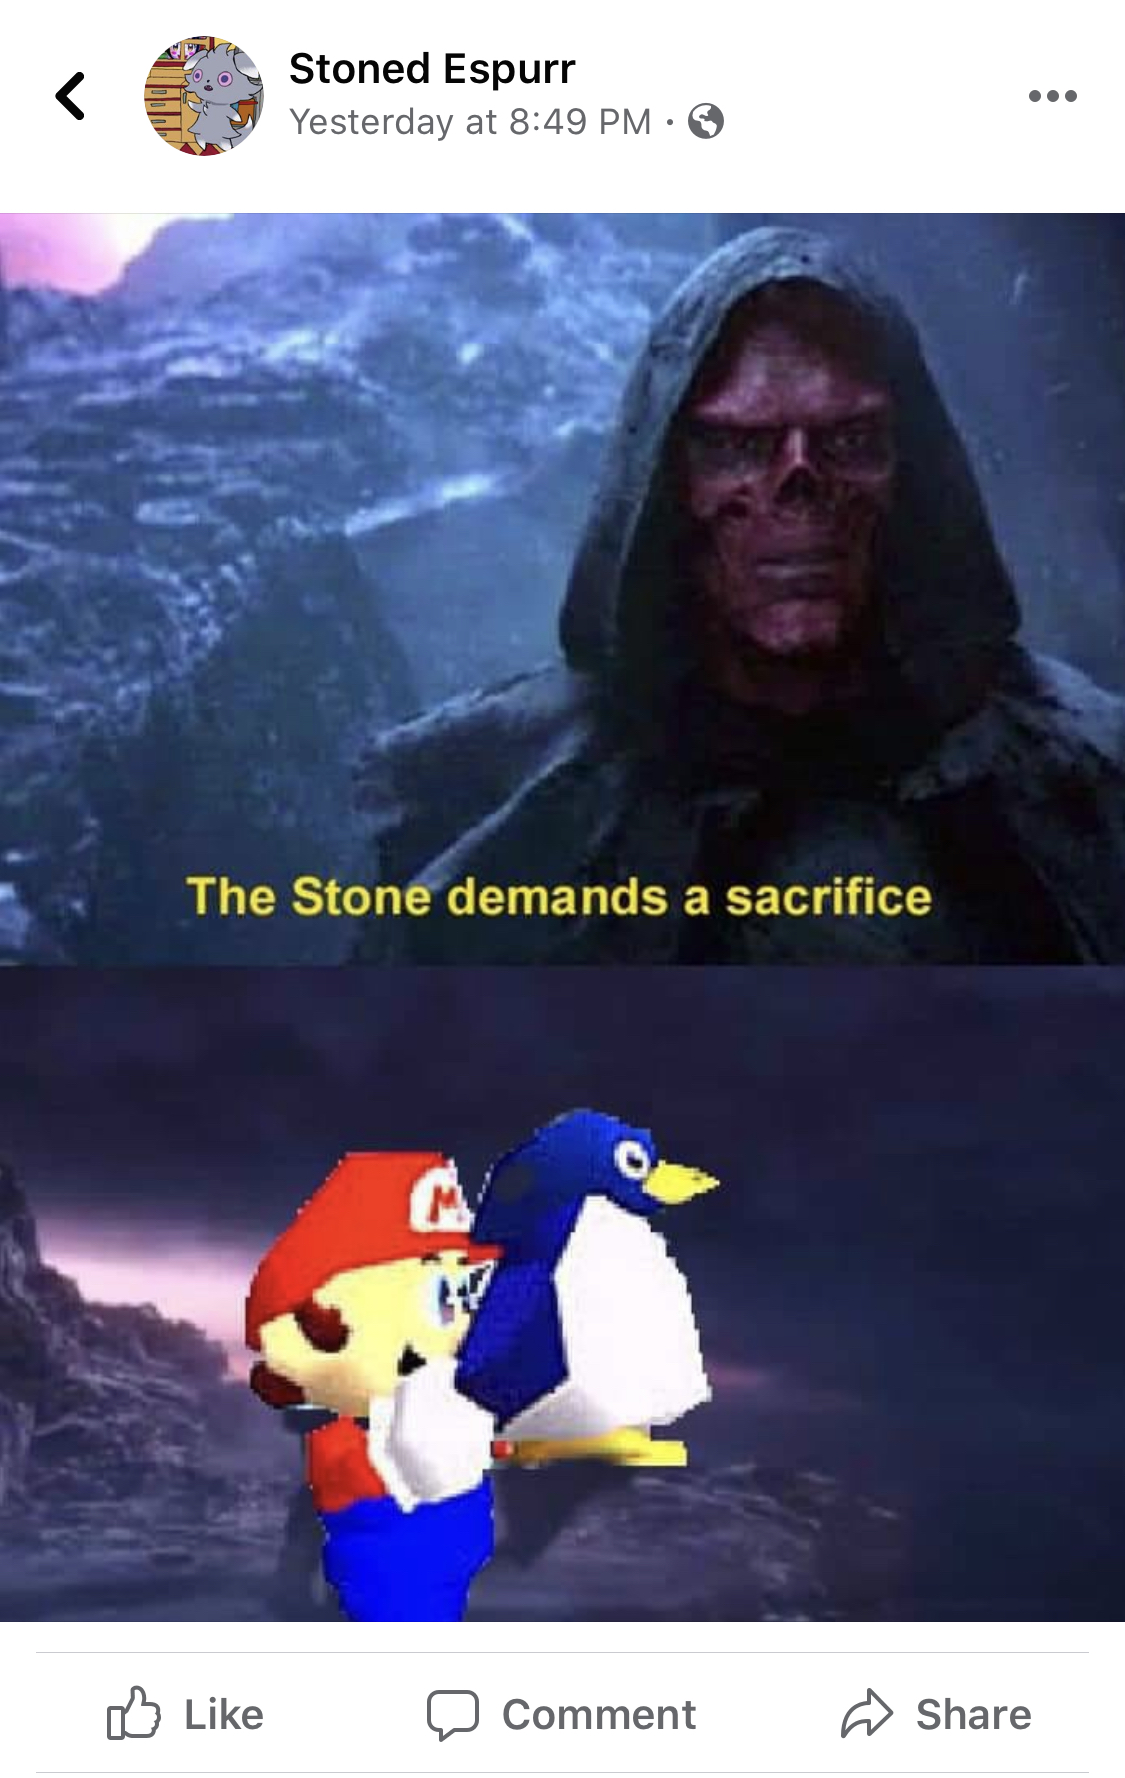 Stoned Espurr
Yesterday at 8:49 PM ·
The Stone demands a sacrifice
M
Like
Comment
Share